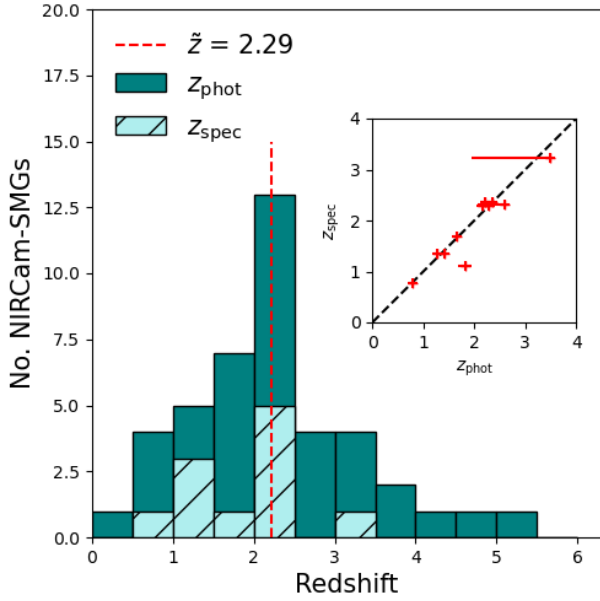 20.0
17.5
15.0
12.5
10.0
7.5
5.0
2.5
0.0
No. NIRCam-SMGs
z̃ = 2.29
z_phot
z_spec
4
3
2
1
0
z_spec
0 1 2 3 4
z_phot
0 1 2 3 4 5 6
Redshift